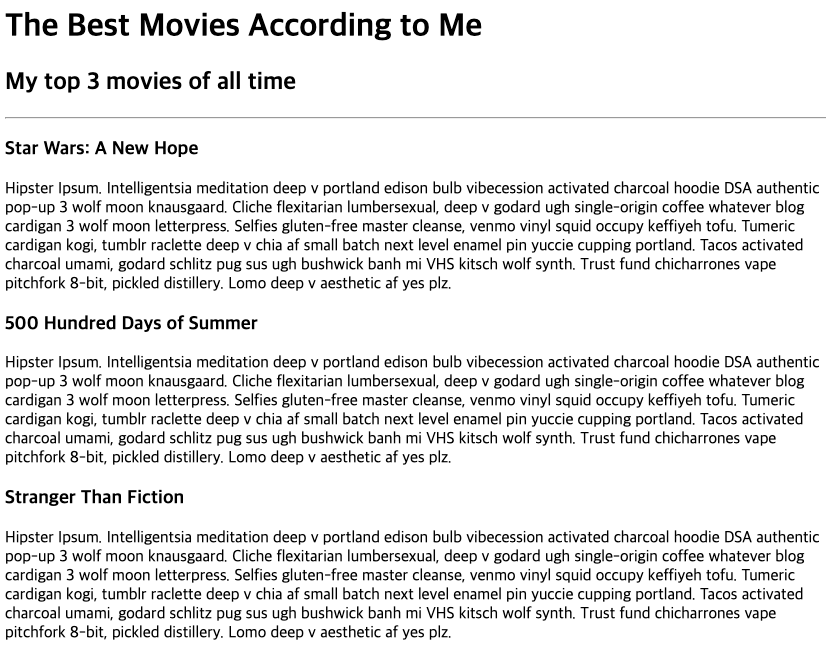 The Best Movies According to Me
My top 3 movies of all time
Star Wars: A New Hope
Hipster Ipsum. Intelligentsia meditation deep v portland edison bulb vibecession activated charcoal hoodie DSA authentic
pop-up 3 wolf moon knausgaard. Cliche flexitarian lumbersexual, deep v godard ugh single-origin coffee whatever blog
cardigan 3 wolf moon letterpress. Selfies gluten-free master cleanse, venmo vinyl squid occupy keffiyeh tofu. Tumeric
cardigan kogi, tumblr raclette deep v chia af small batch next level enamel pin yuccie cupping portland. Tacos activated
charcoal umami, godard schlitz pug sus ugh bushwick banh mi VHS kitsch wolf synth. Trust fund chicharrones vape
pitchfork 8-bit, pickled distillery. Lomo deep v aesthetic af yes plz.
500 Hundred Days of Summer
Hipster Ipsum. Intelligentsia meditation deep v portland edison bulb vibecession activated charcoal hoodie DSA authentic
pop-up 3 wolf moon knausgaard. Cliche flexitarian lumbersexual, deep v godard ugh single-origin coffee whatever blog
cardigan 3 wolf moon letterpress. Selfies gluten-free master cleanse, venmo vinyl squid occupy keffiyeh tofu. Tumeric
cardigan kogi, tumblr raclette deep v chia af small batch next level enamel pin yuccie cupping portland. Tacos activated
charcoal umami, godard schlitz pug sus ugh bushwick banh mi VHS kitsch wolf synth. Trust fund chicharrones vape
pitchfork 8-bit, pickled distillery. Lomo deep v aesthetic af yes plz.
Stranger Than Fiction
Hipster Ipsum. Intelligentsia meditation deep v portland edison bulb vibecession activated charcoal hoodie DSA authentic
pop-up 3 wolf moon knausgaard. Cliche flexitarian lumbersexual, deep v godard ugh single-origin coffee whatever blog
cardigan 3 wolf moon letterpress. Selfies gluten-free master cleanse, venmo vinyl squid occupy keffiyeh tofu. Tumeric
cardigan kogi, tumblr raclette deep v chia af small batch next level enamel pin yuccie cupping portland. Tacos activated
charcoal umami, godard schlitz pug sus ugh bushwick banh mi VHS kitsch wolf synth. Trust fund chicharrones vape
pitchfork 8-bit, pickled distillery. Lomo deep v aesthetic af yes plz.